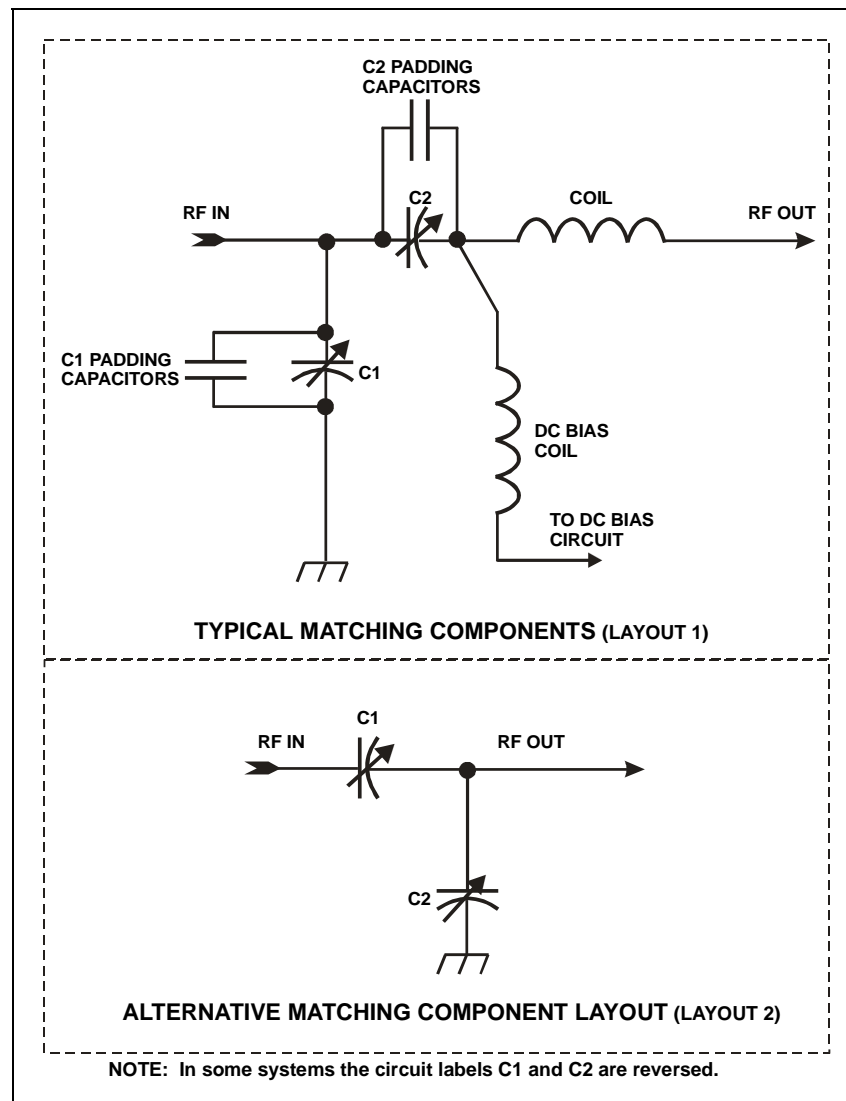 C2 PADDING
CAPACITORS
C2
COIL
RF IN
RF OUT
C1 PADDING
CAPACITORS
C1
DC BIAS
COIL
TO DC BIAS
CIRCUIT
TYPICAL MATCHING COMPONENTS (LAYOUT 1)
C1
RF IN
RF OUT
C2
ALTERNATIVE MATCHING COMPONENT LAYOUT (LAYOUT 2)
NOTE: In some systems the circuit labels C1 and C2 are reversed.